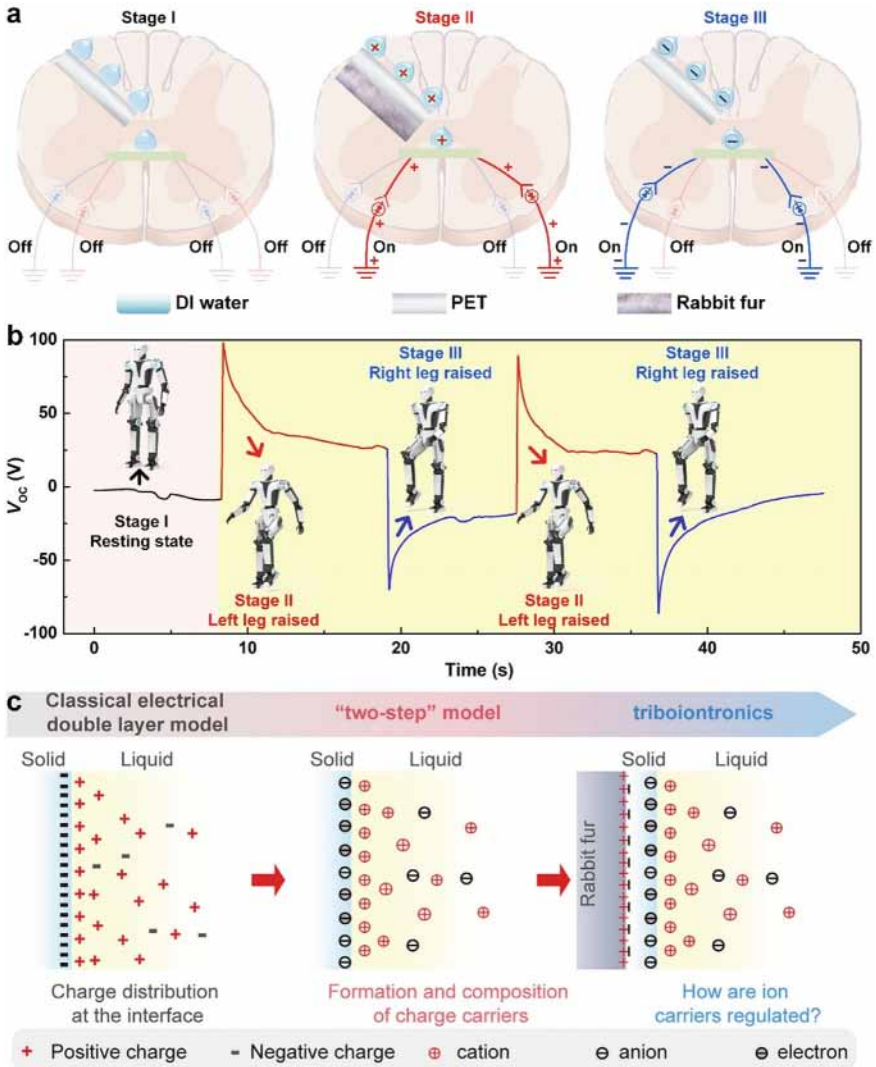 a
Stage I
Stage II
Stage III
Off
Off
Off
Off
On
Off
Off
On
On
Off
On
Off
DI water
PET
Rabbit fur
b
100
50
0
-50
-100
V_OC (V)
Stage I
Resting state
Stage II
Left leg raised
Stage III
Right leg raised
Stage II
Left leg raised
Stage III
Right leg raised
0
10
20
30
40
50
Time (s)
c
Classical electrical
double layer model
“two-step” model
triboiontronics
Solid
Liquid
Solid
Liquid
Solid
Liquid
Rabbit fur
Charge distribution
at the interface
Formation and composition
of charge carriers
How are ion
carriers regulated?
+ Positive charge
- Negative charge
⊕ cation
⊖ anion
⊖ electron